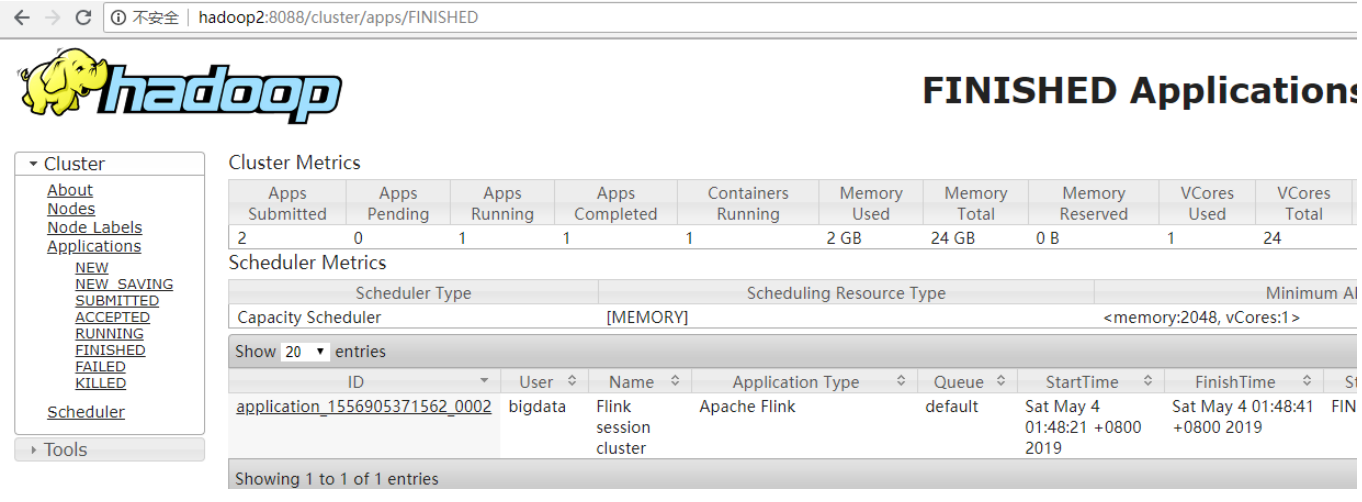 不安全 hadoop2:8088/cluster/apps/FINISHED
hadoop
FINISHED Applications
Cluster
About
Nodes
Node Labels
Applications
NEW
NEW_SAVING
SUBMITTED
ACCEPTED
RUNNING
FINISHED
FAILED
KILLED
Scheduler
Tools
Cluster Metrics
Apps Submitted Apps Pending Apps Running Apps Completed Containers Running Memory Used Memory Total Memory Reserved VCores Used VCores Total
2 0 1 1 1 2 GB 24 GB 0 B 1 24
Scheduler Metrics
Scheduler Type Scheduling Resource Type Minimum Al
Capacity Scheduler [MEMORY] <memory:2048, vCores:1>
Show 20 entries
ID User Name Application Type Queue StartTime FinishTime St
application_1556905371562_0002 bigdata Flink session cluster Apache Flink default Sat May 4 01:48:21 +0800 2019 Sat May 4 01:48:41 +0800 2019 FIN
Showing 1 to 1 of 1 entries